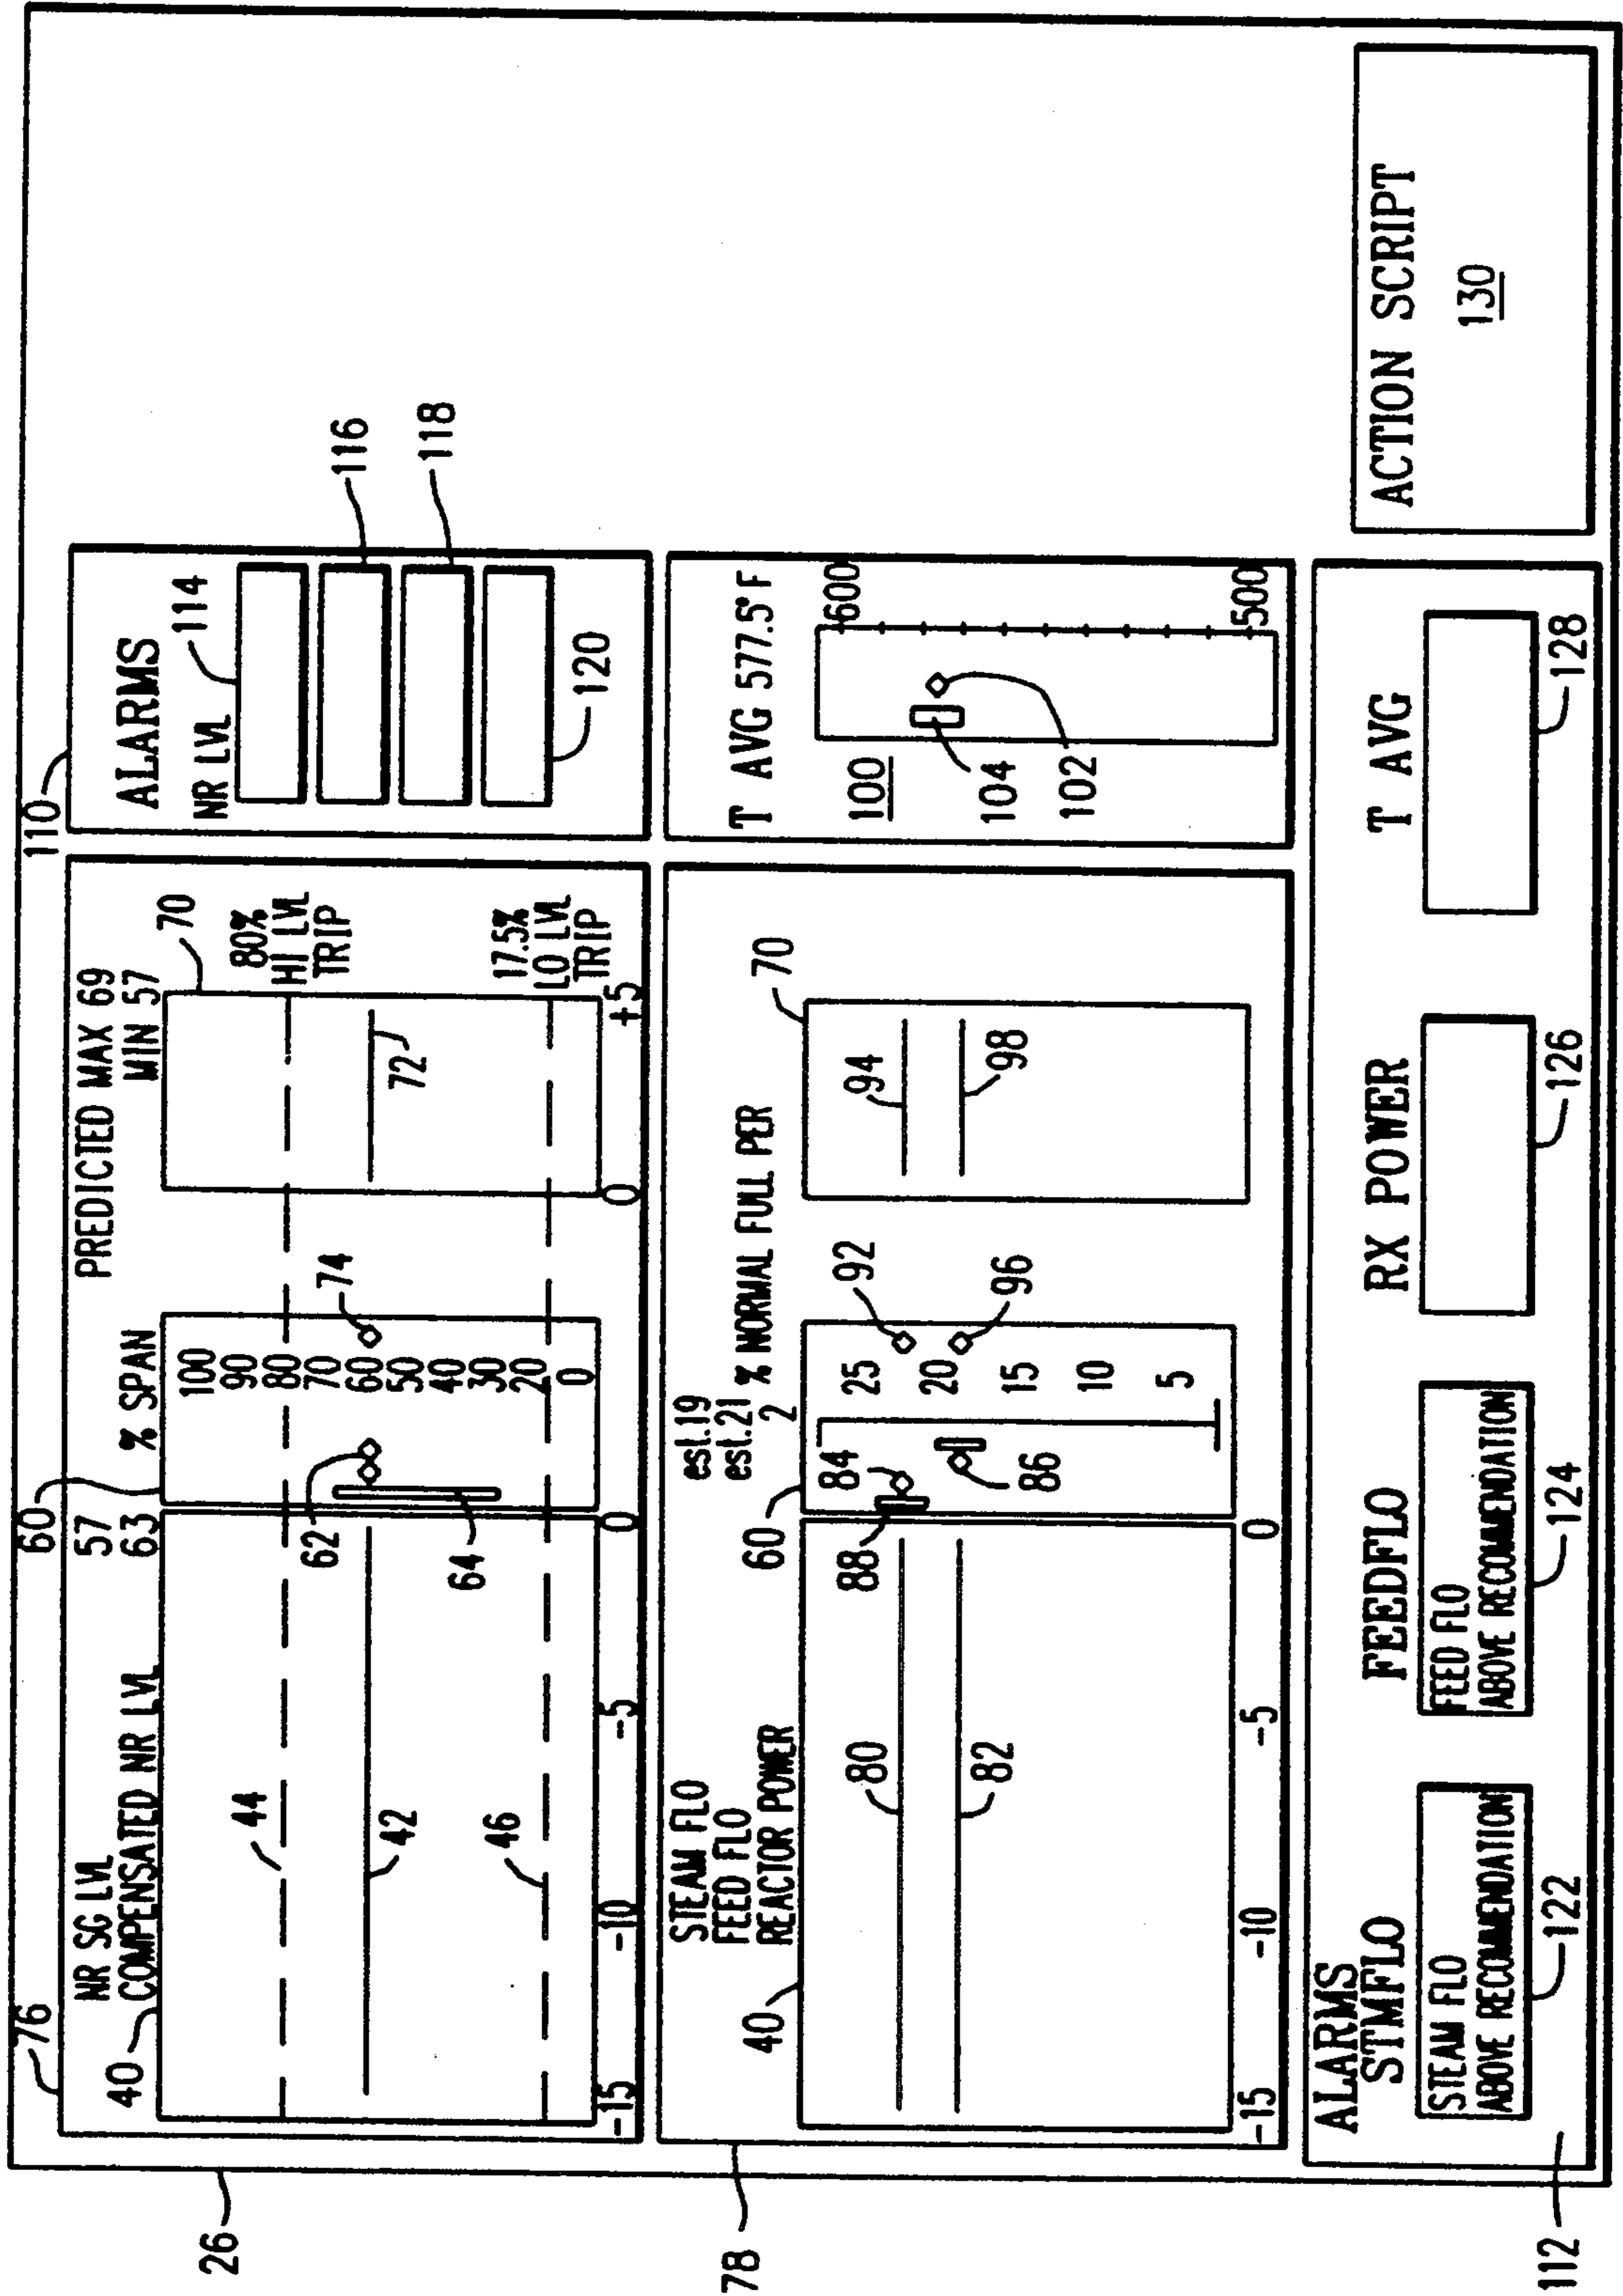 76
60
110
26
NR SG LVL 57
COMPENSATED NR LVL 63
% SPAN
PREDICTED MAX 69
MIN 57
40
44
42
46
62
64
100
90
80
70
60
50
40
30
20
0
74
70
72
80%
HI LVL
TRIP
17.5%
LO LVL
TRIP
-15 -10 -5 0
0 +5
ALARMS
NR LVL
114
116
118
120
78
STEAM FLO est.19
FEED FLO est.21
REACTOR POWER 2 % NORMAL FULL PER
40
60
80
82
88
84
86
25
20
15
10
5
92
96
70
94
98
-15 -10 -5 0
T AVG 577.5° F
100
104
102
600
500
112
ALARMS
STMFLO FEEDFLO RX POWER T AVG
STEAM FLO
ABOVE RECOMMENDATION
FEED FLO
ABOVE RECOMMENDATION
122
124
126
128
ACTION SCRIPT
130